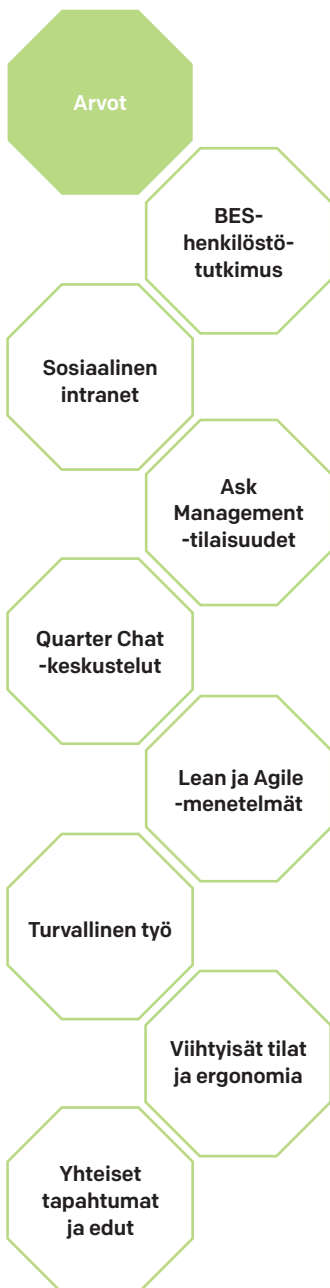 Arvot
BES-
henkilöstö-
tutkimus
Sosiaalinen
intranet
Ask
Management
-tilaisuudet
Quarter Chat
-keskustelut
Lean ja Agile
-menetelmät
Turvallinen työ
Viihtyisät tilat
ja ergonomia
Yhteiset
tapahtumat
ja edut